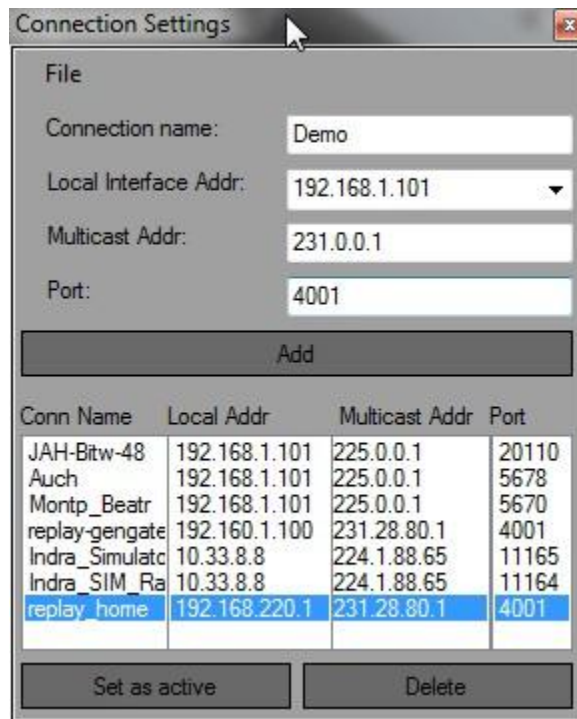 Connection Settings
File
Connection name: Demo
Local Interface Addr: 192.168.1.101
Multicast Addr: 231.0.0.1
Port: 4001
Add
Conn Name Local Addr Multicast Addr Port
JAH-Bitw-48 192.168.1.101 225.0.0.1 20110
Auch 192.168.1.101 225.0.0.1 5678
Montp_Beatr 192.168.1.101 225.0.0.1 5670
replay-gengate 192.160.1.100 231.28.80.1 4001
Indra_Simulatc 10.33.8.8 224.1.88.65 11165
Indra_SIM_Ra 10.33.8.8 224.1.88.65 11164
replay_home 192.168.220.1 231.28.80.1 4001
Set as active Delete